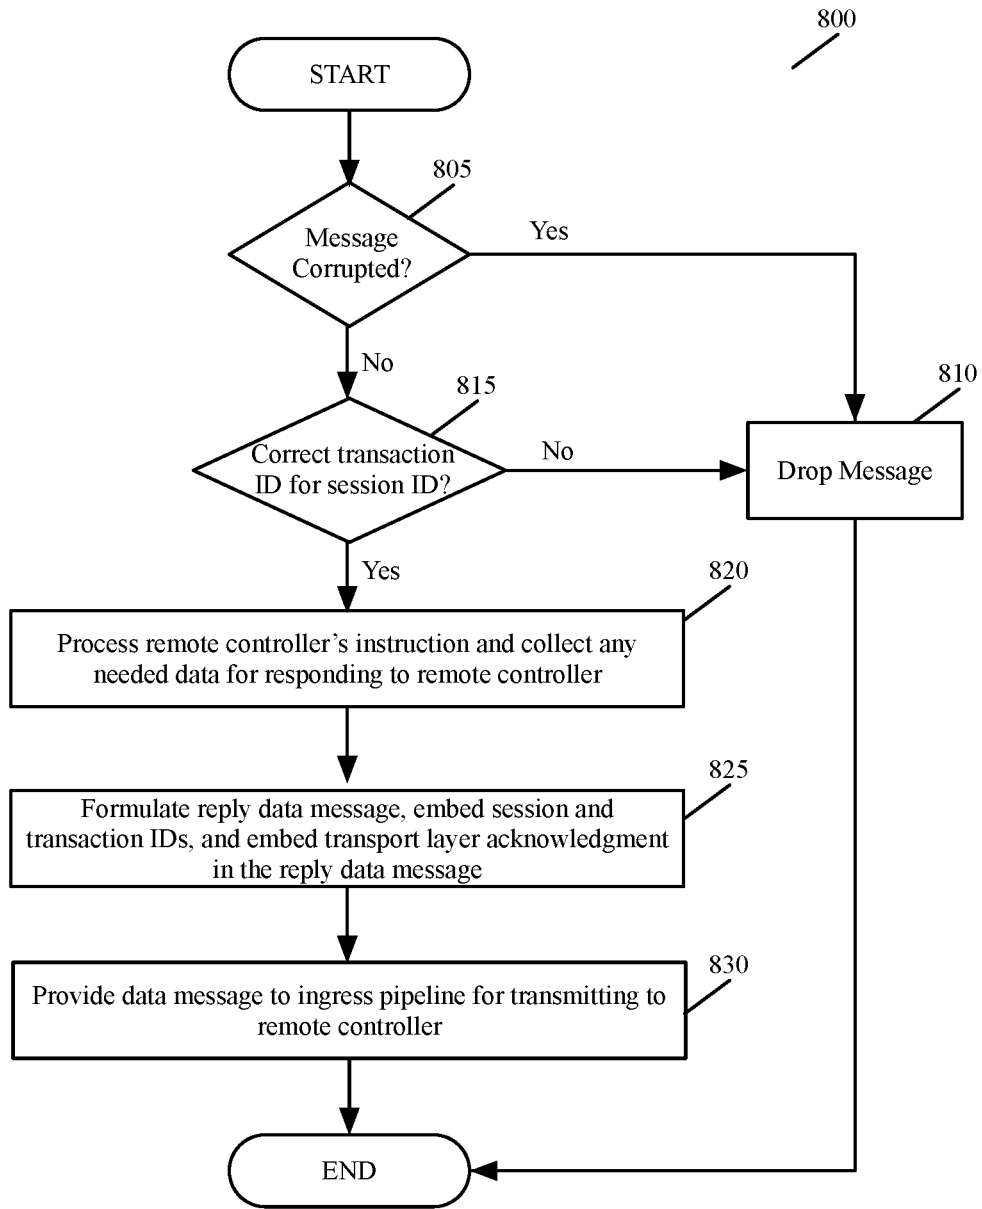 800
START
805
Message
Corrupted?
Yes
No
810
815
Correct transaction
ID for session ID?
No
Drop Message
Yes
820
Process remote controller’s instruction and collect any
needed data for responding to remote controller
825
Formulate reply data message, embed session and
transaction IDs, and embed transport layer acknowledgment
in the reply data message
830
Provide data message to ingress pipeline for transmitting to
remote controller
END